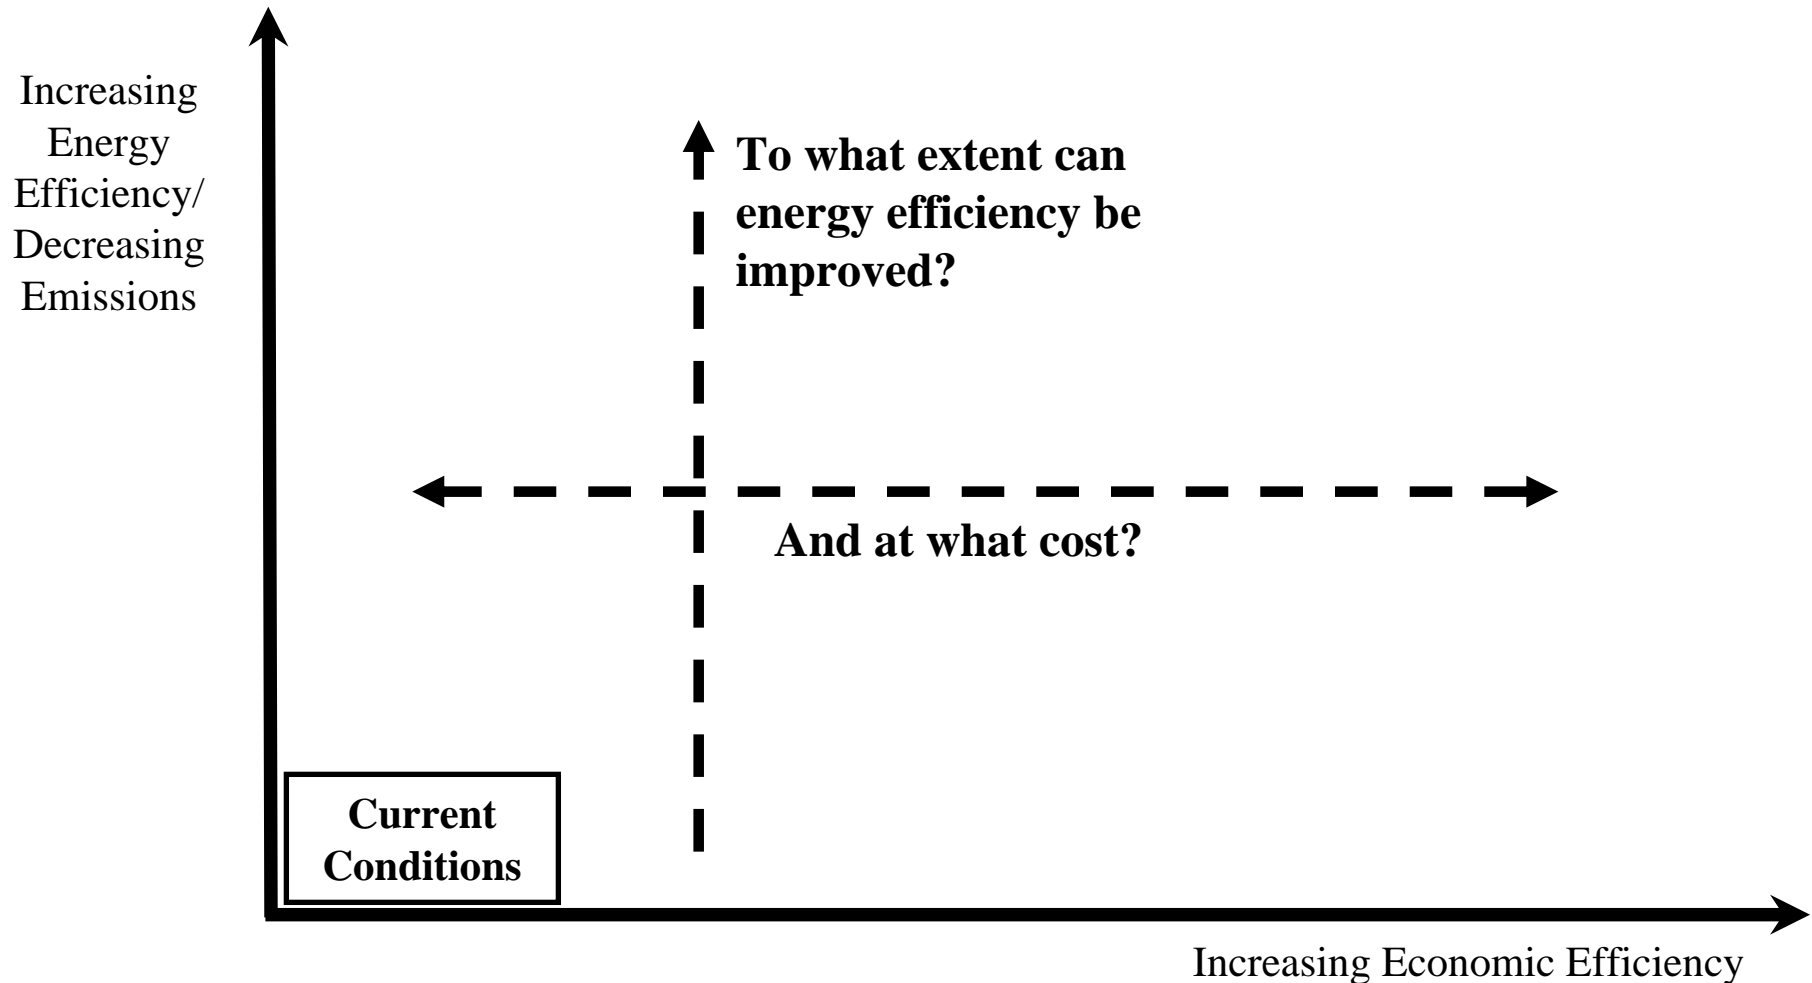 Increasing
Energy
Efficiency/
Decreasing
Emissions
To what extent can
energy efficiency be
improved?
And at what cost?
Current
Conditions
Increasing Economic Efficiency